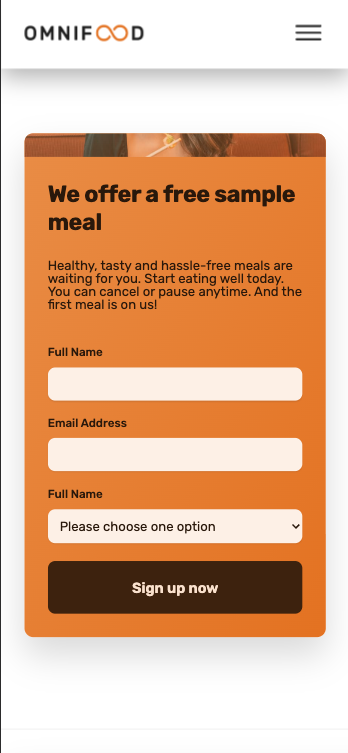 OMNIFOOD
We offer a free sample
meal
Healthy, tasty and hassle-free meals are
waiting for you. Start eating well today.
You can cancel or pause anytime. And the
first meal is on us!
Full Name
Email Address
Full Name
Please choose one option
Sign up now